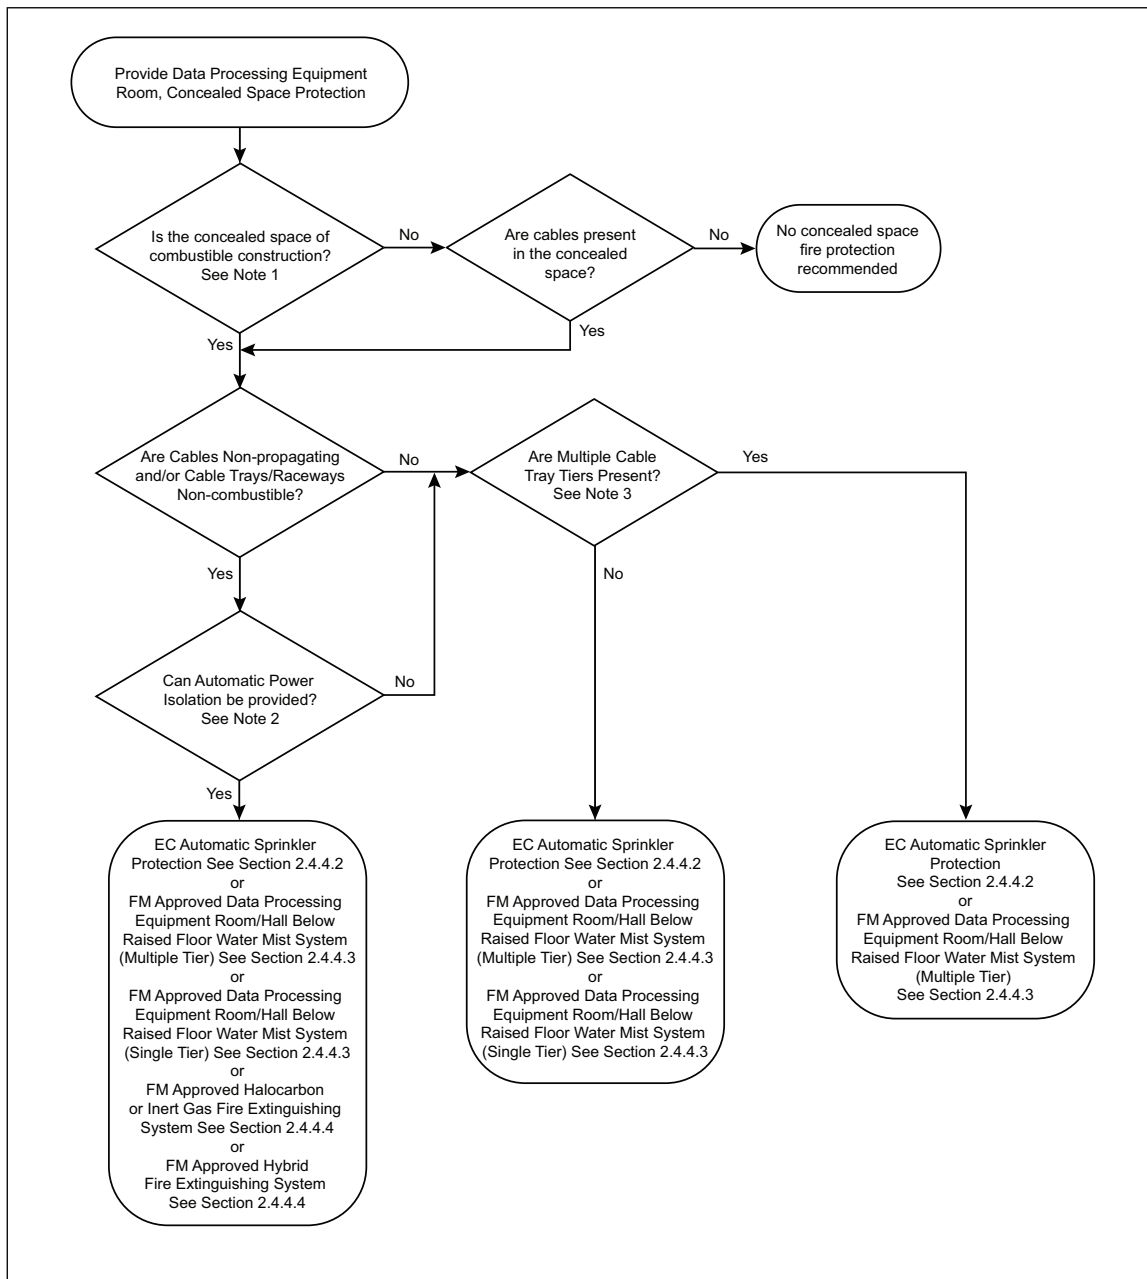 Provide Data Processing Equipment
Room, Concealed Space Protection
Is the concealed space of
combustible construction?
See Note 1
No
Are cables present
in the concealed
space?
No
No concealed space
fire protection
recommended
Yes
Yes
Are Cables Non-propagating
and/or Cable Trays/Raceways
Non-combustible?
No
Are Multiple Cable
Tray Tiers Present?
See Note 3
Yes
Yes
No
Can Automatic Power
Isolation be provided?
See Note 2
No
Yes
EC Automatic Sprinkler
Protection See Section 2.4.4.2
or
FM Approved Data Processing
Equipment Room/Hall Below
Raised Floor Water Mist System
(Multiple Tier) See Section 2.4.4.3
or
FM Approved Data Processing
Equipment Room/Hall Below
Raised Floor Water Mist System
(Single Tier) See Section 2.4.4.3
or
FM Approved Halocarbon
or Inert Gas Fire Extinguishing
System See Section 2.4.4.4
or
FM Approved Hybrid
Fire Extinguishing System
See Section 2.4.4.4
EC Automatic Sprinkler
Protection See Section 2.4.4.2
or
FM Approved Data Processing
Equipment Room/Hall Below
Raised Floor Water Mist System
(Multiple Tier) See Section 2.4.4.3
or
FM Approved Data Processing
Equipment Room/Hall Below
Raised Floor Water Mist System
(Single Tier) See Section 2.4.4.3
EC Automatic Sprinkler
Protection
See Section 2.4.4.2
or
FM Approved Data Processing
Equipment Room/Hall Below
Raised Floor Water Mist System
(Multiple Tier)
See Section 2.4.4.3